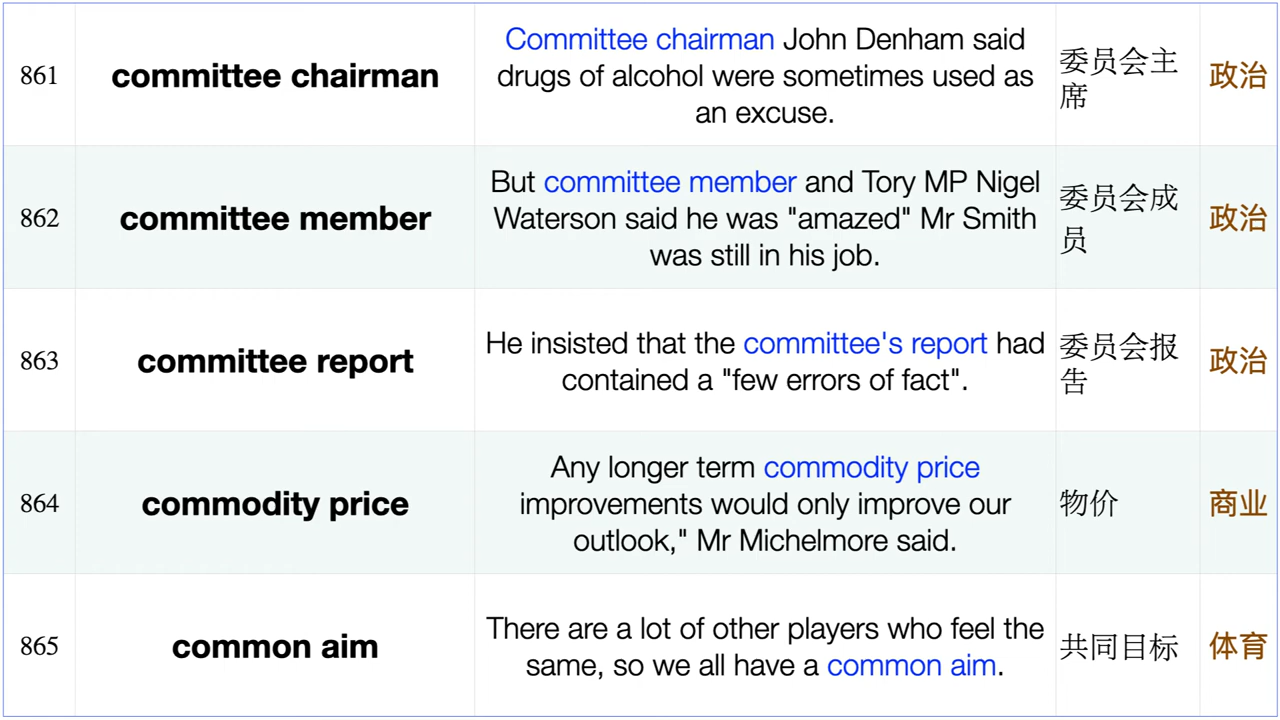 861
committee chairman
Committee chairman John Denham said
drugs of alcohol were sometimes used as
an excuse.
委员会主
席
政治
862
committee member
But committee member and Tory MP Nigel
Waterson said he was "amazed" Mr Smith
was still in his job.
委员会成
员
政治
863
committee report
He insisted that the committee's report had
contained a "few errors of fact".
委员会报
告
政治
864
commodity price
Any longer term commodity price
improvements would only improve our
outlook," Mr Michelmore said.
物价
商业
865
common aim
There are a lot of other players who feel the
same, so we all have a common aim.
共同目标
体育